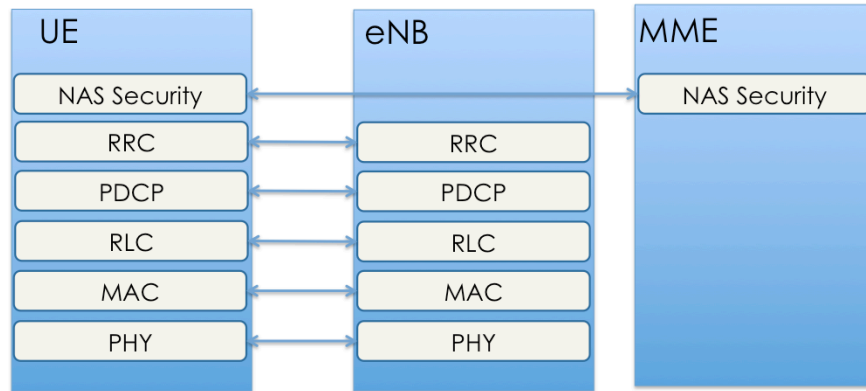 UE
eNB
MME
NAS Security
NAS Security
RRC
RRC
PDCP
PDCP
RLC
RLC
MAC
MAC
PHY
PHY